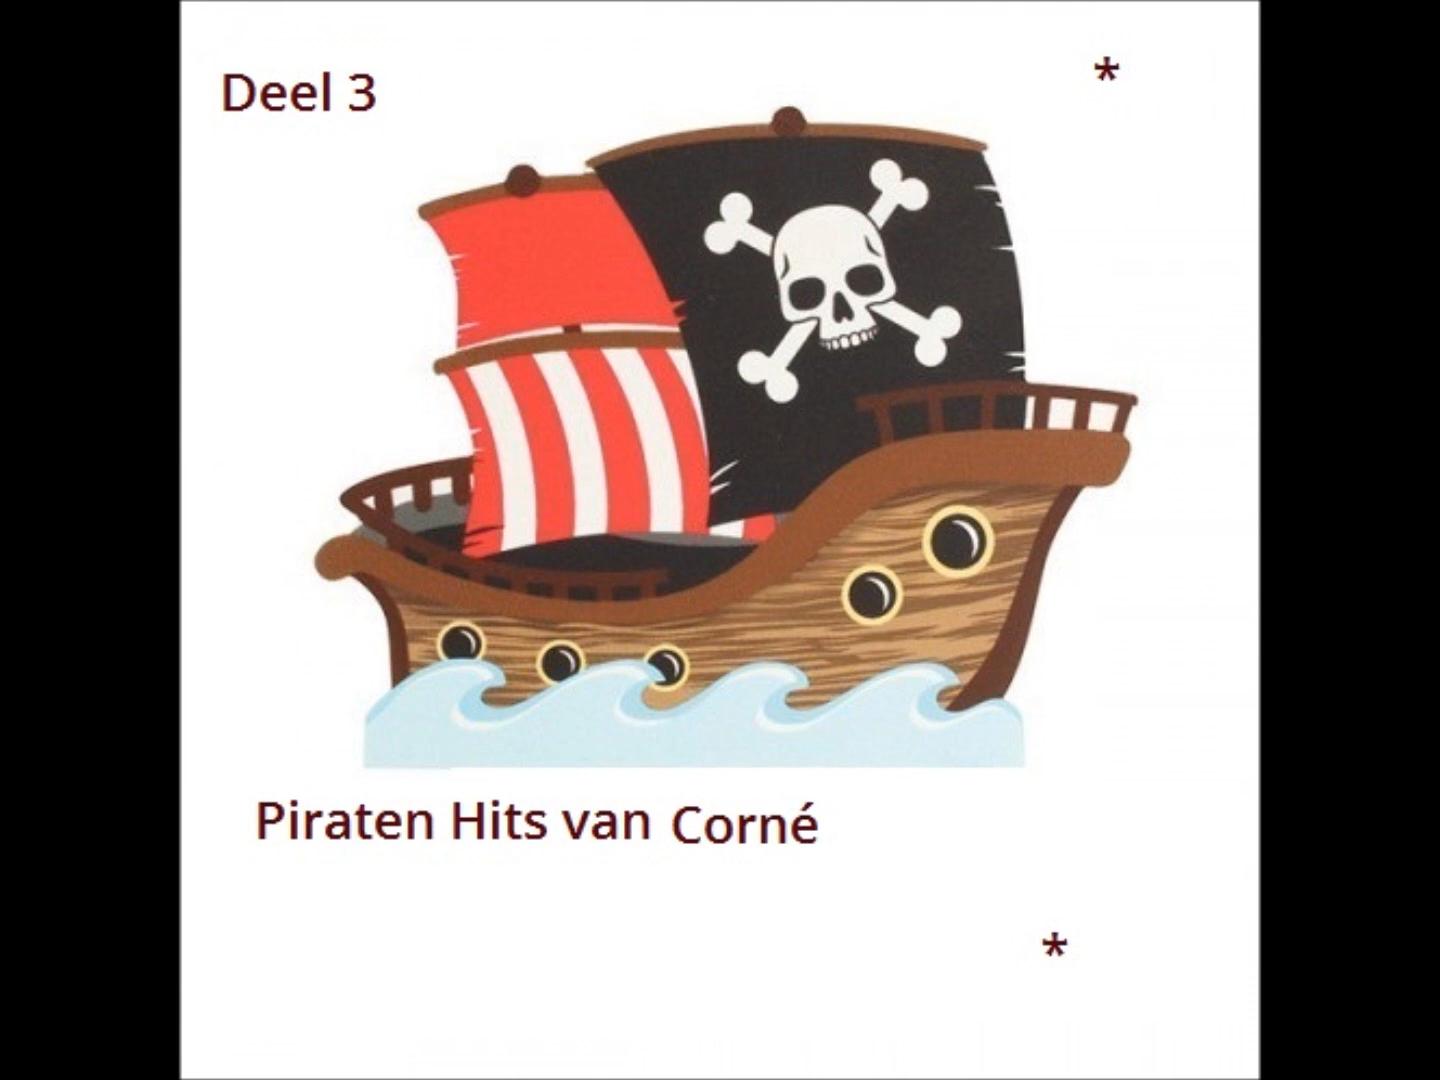 Deel 3
*
Piraten Hits van Corné
*